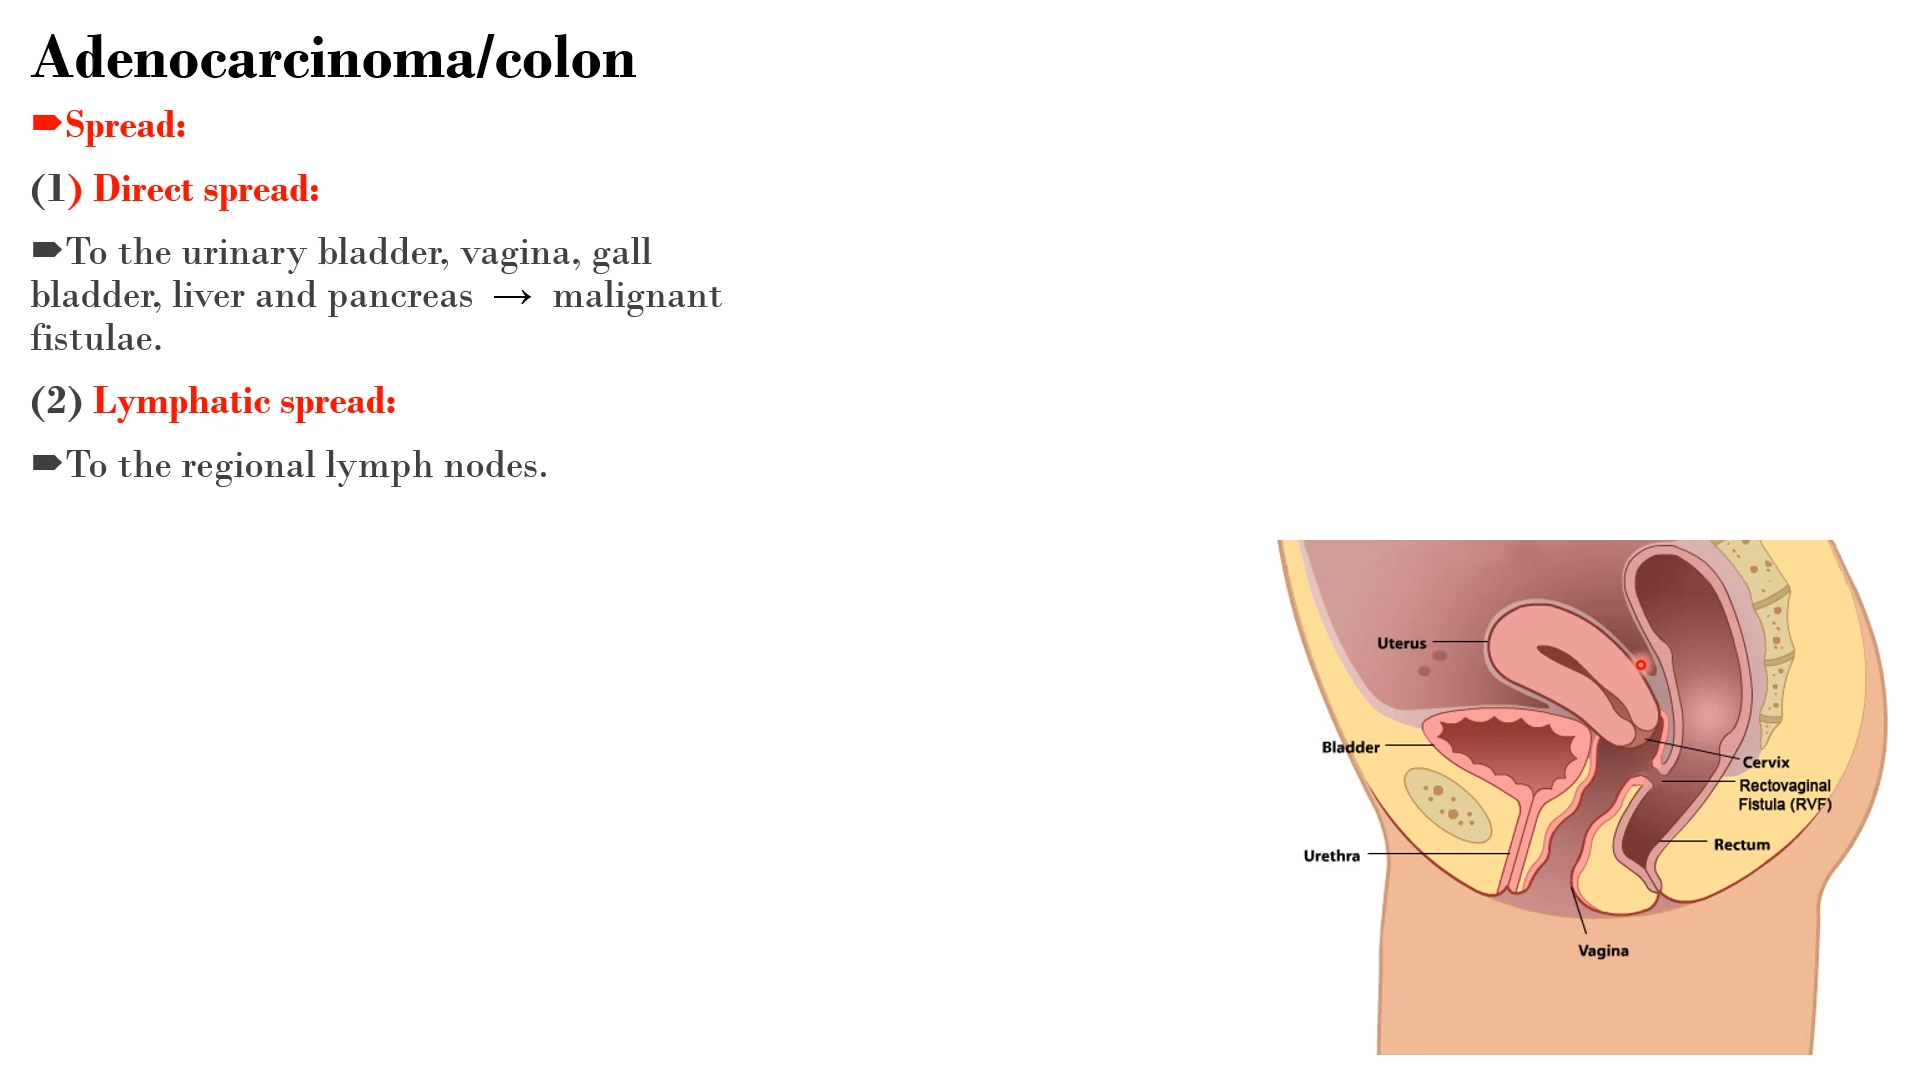 Adenocarcinoma/colon
Spread:
(1) Direct spread:
To the urinary bladder, vagina, gall
bladder, liver and pancreas → malignant
fistulae.
(2) Lymphatic spread:
To the regional lymph nodes.
Uterus
Bladder
Cervix
Rectovaginal
Fistula (RVF)
Rectum
Urethra
Vagina